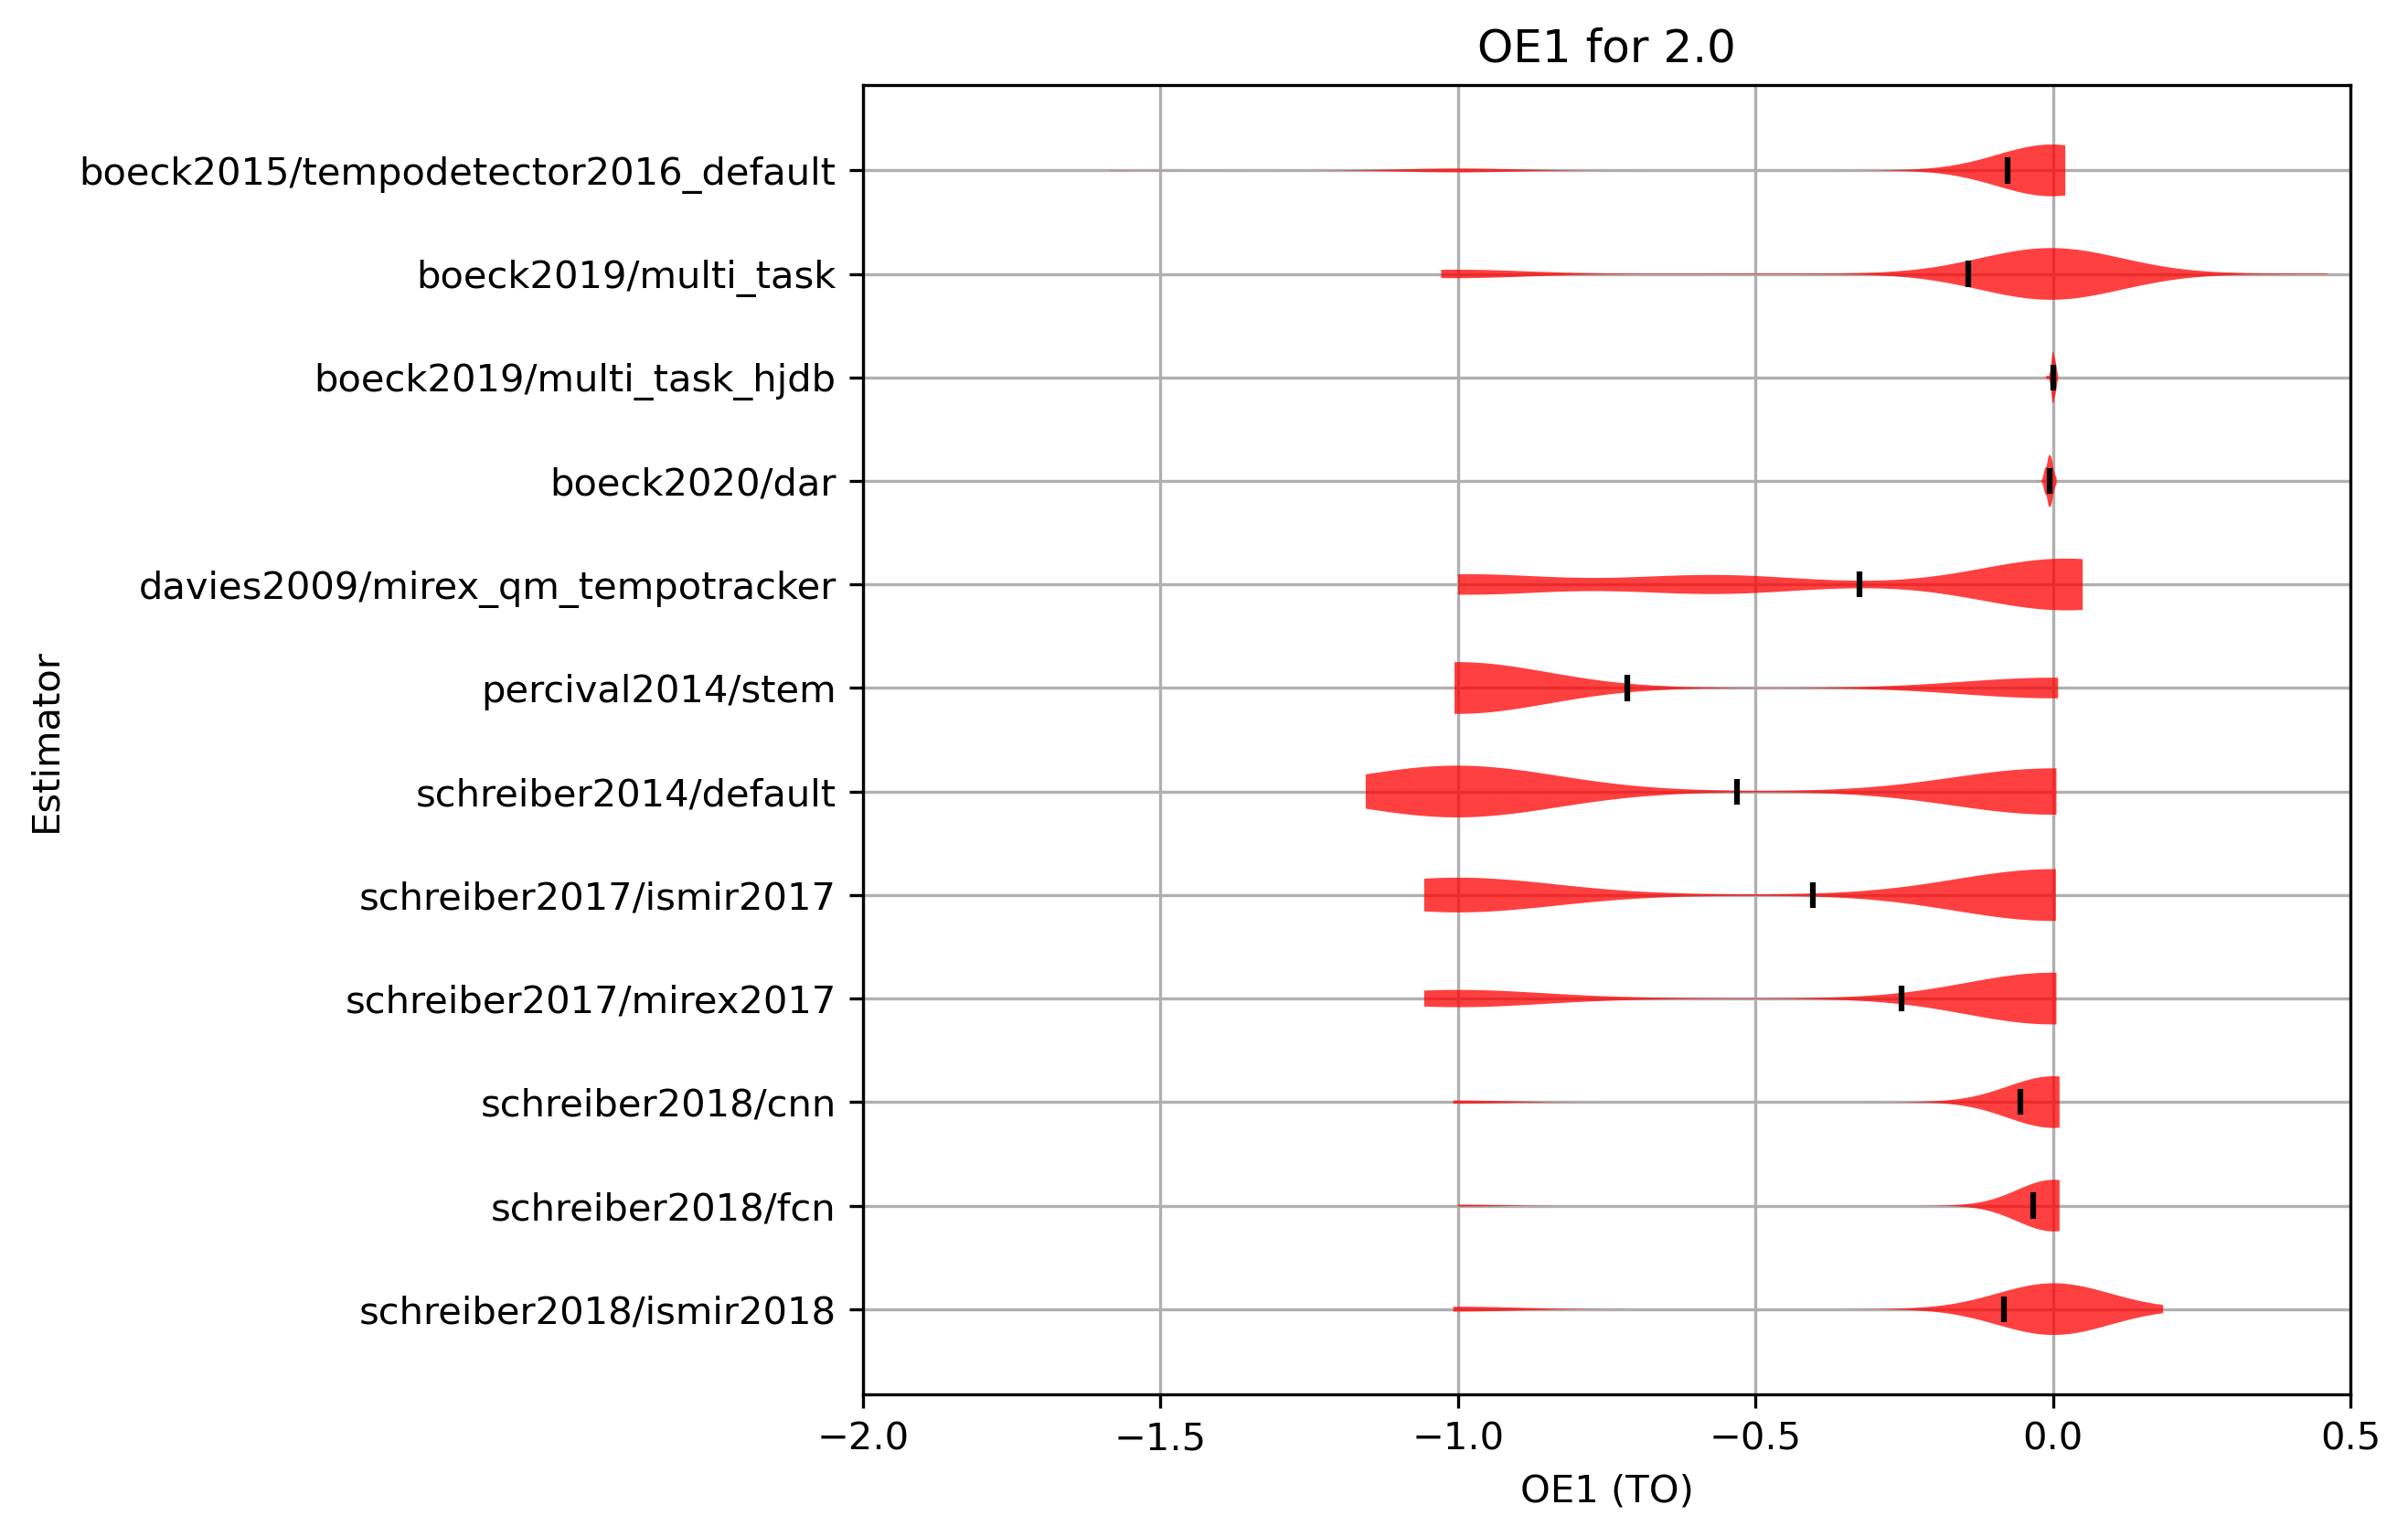 OE1 for 2.0
boeck2015/tempodetector2016_default
boeck2019/multi_task
boeck2019/multi_task_hjdb
boeck2020/dar
davies2009/mirex_qm_tempotracker
percival2014/stem
schreiber2014/default
schreiber2017/ismir2017
schreiber2017/mirex2017
schreiber2018/cnn
schreiber2018/fcn
schreiber2018/ismir2018
Estimator
−2.0 −1.5 −1.0 −0.5 0.0 0.5
OE1 (TO)